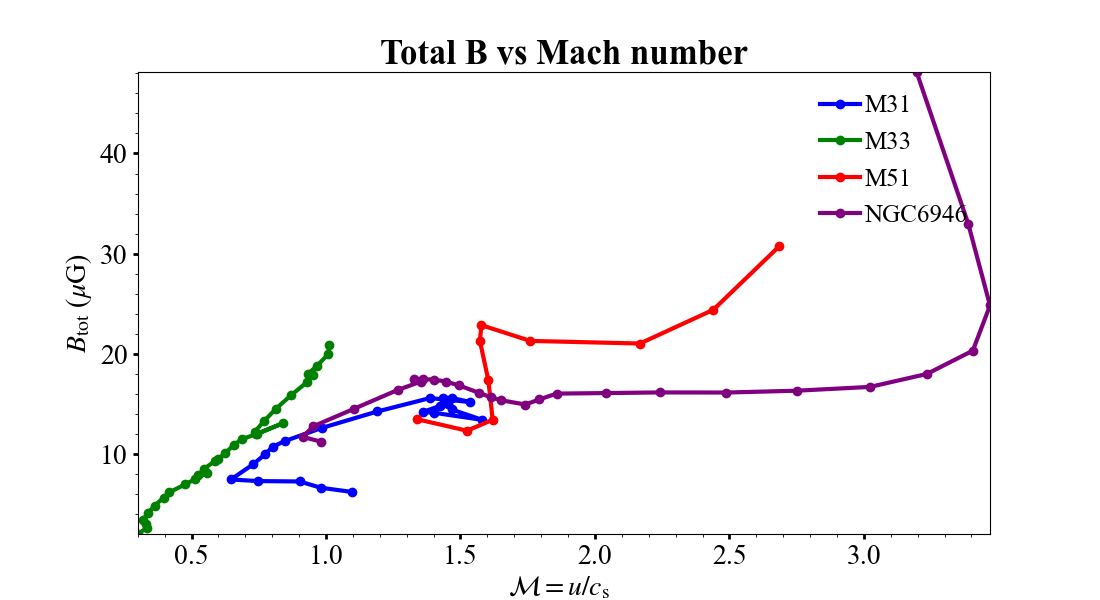 Total B vs Mach number
M31
M33
M51
NGC6946
40
30
20
10
B_tot (μG)
0.5 1.0 1.5 2.0 2.5 3.0
ℳ = u/c_s